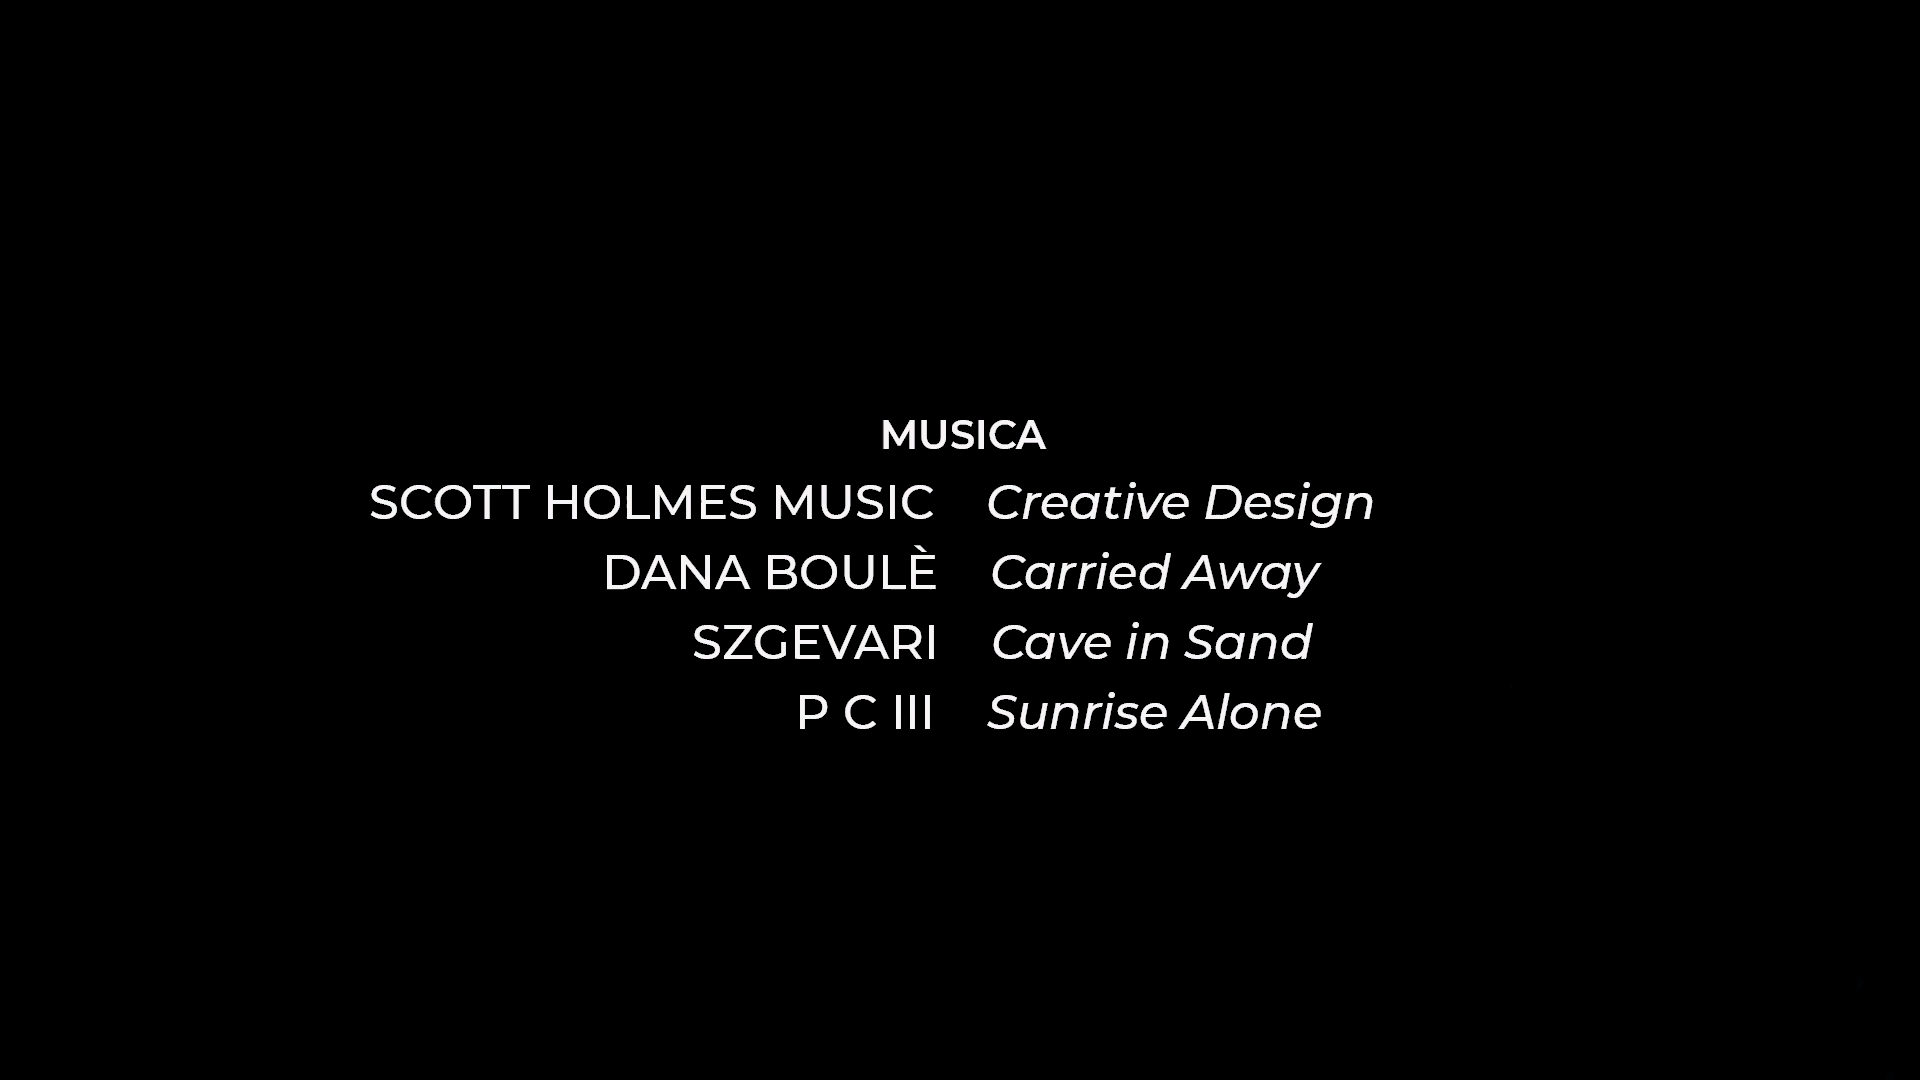 MUSICA
SCOTT HOLMES MUSIC Creative Design
DANA BOULÈ Carried Away
SZGEVARI Cave in Sand
P C III Sunrise Alone